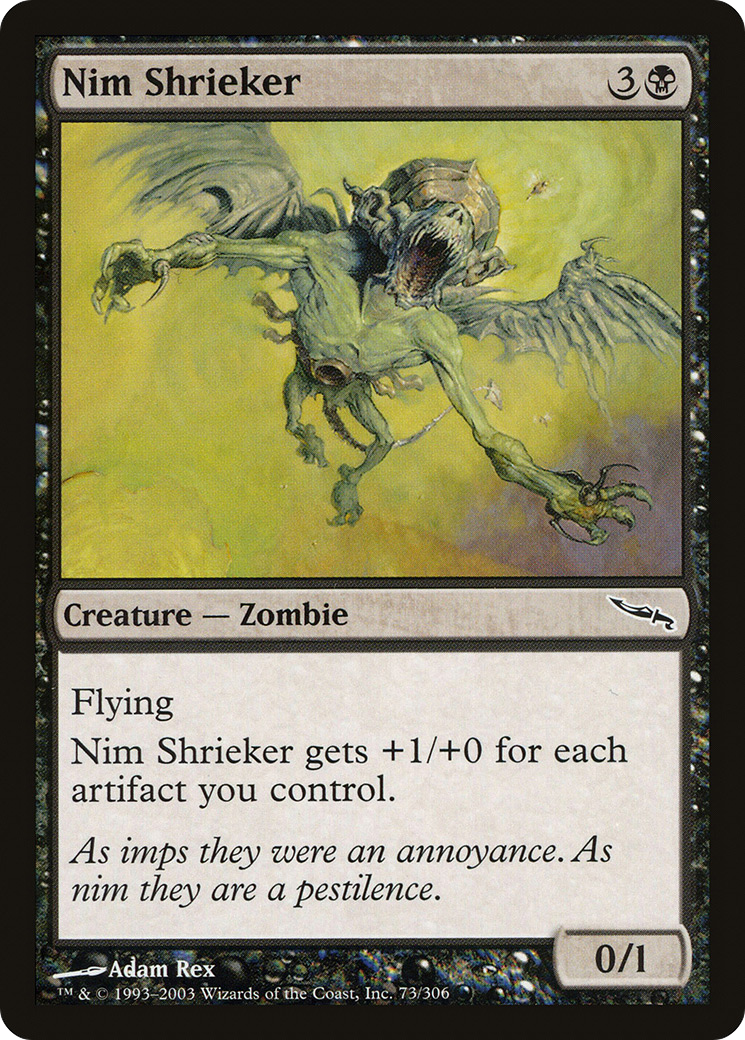 Nim Shrieker 3
Creature — Zombie
Flying
Nim Shrieker gets +1/+0 for each
artifact you control.
As imps they were an annoyance. As
nim they are a pestilence.
0/1
Adam Rex
™ & © 1993–2003 Wizards of the Coast, Inc. 73/306